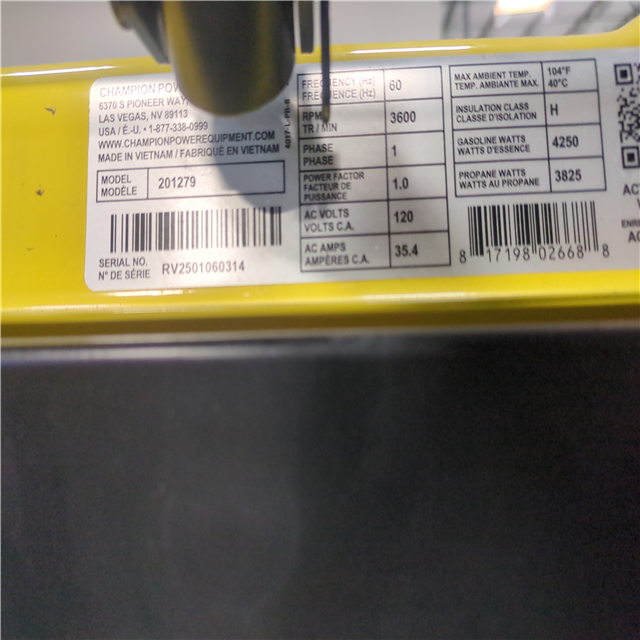 CHAMPION POW
6370 S PIONEER WAY,
LAS VEGAS, NV 89113
USA / É.-U. • 1-877-338-0999
WWW.CHAMPIONPOWEREQUIPMENT.COM
MADE IN VIETNAM / FABRIQUÉ EN VIETNAM
MODEL
MODÈLE
201279
SERIAL NO.
N° DE SÉRIE
RV2501060314
FREQUENCY (Hz)
FRÉQUENCE (Hz)
60
RPM
TR / MIN
3600
PHASE
PHASE
1
POWER FACTOR
FACTEUR DE
PUISSANCE
1.0
AC VOLTS
VOLTS C.A.
120
AC AMPS
AMPÈRES C.A.
35.4
MAX AMBIENT TEMP.
TEMP. AMBIANTE MAX.
104°F
40°C
INSULATION CLASS
CLASSE D'ISOLATION
H
GASOLINE WATTS
WATTS D'ESSENCE
4250
PROPANE WATTS
WATTS AU PROPANE
3825
8 17198 02668 8